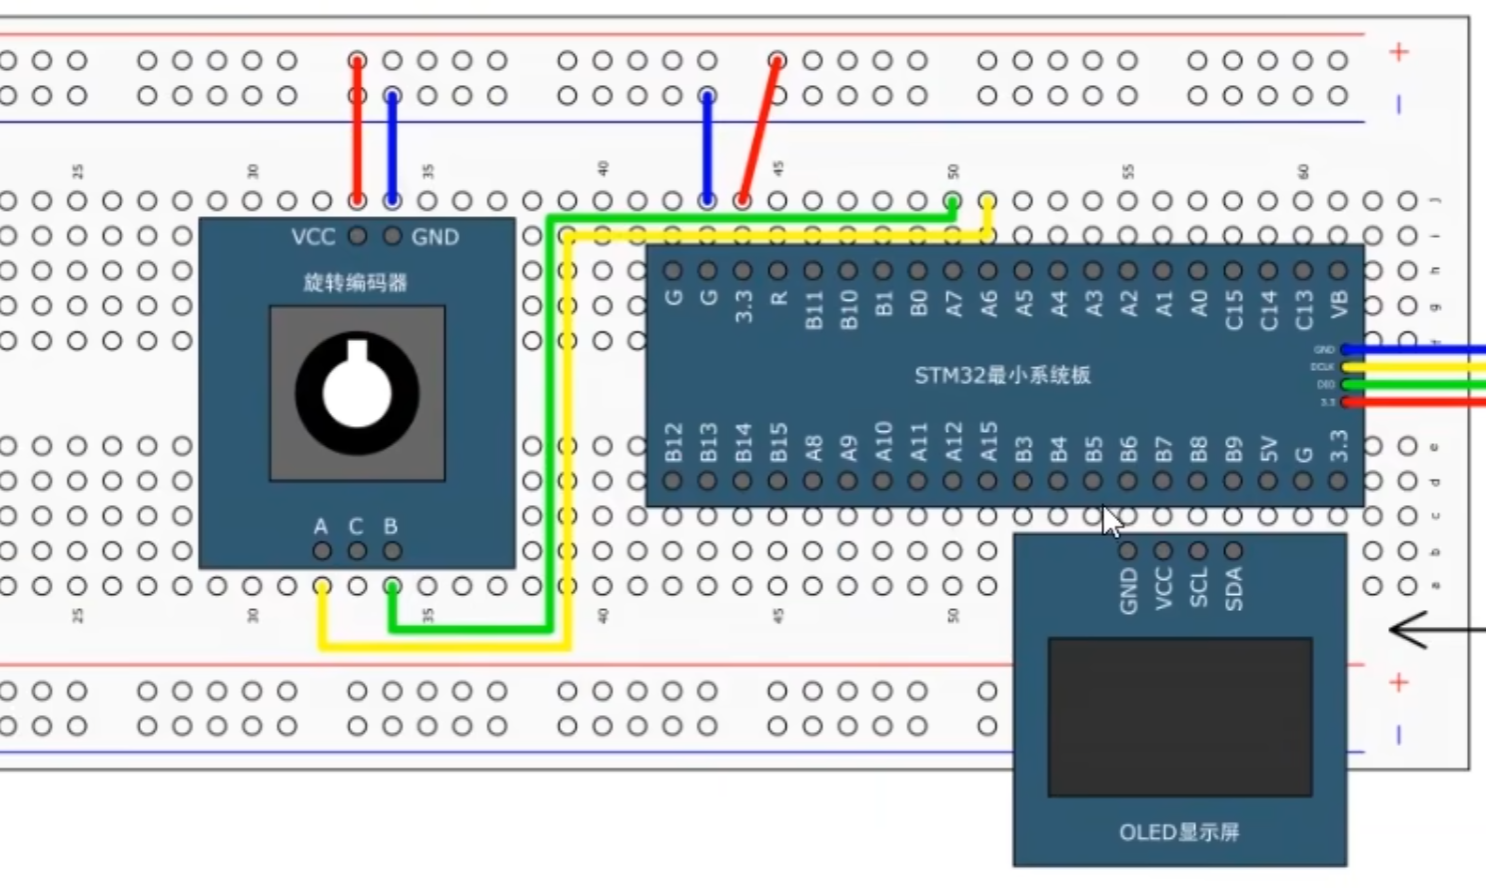 +
−
25 30 35 40 45 50 55 60
j
i
h
g
f
VCC GND
旋转编码器
G G 3.3 R B11 B10 B1 B0 A7 A6 A5 A4 A3 A2 A1 A0 C15 C14 C13 VB
GND
DCLK
DIO
3.3
STM32最小系统板
B12 B13 B14 B15 A8 A9 A10 A11 A12 A15 B3 B4 B5 B6 B7 B8 B9 5V G 3.3
e
d
c
b
a
A C B
GND VCC SCL SDA
25 30 35 40 45 50
+
−
OLED显示屏